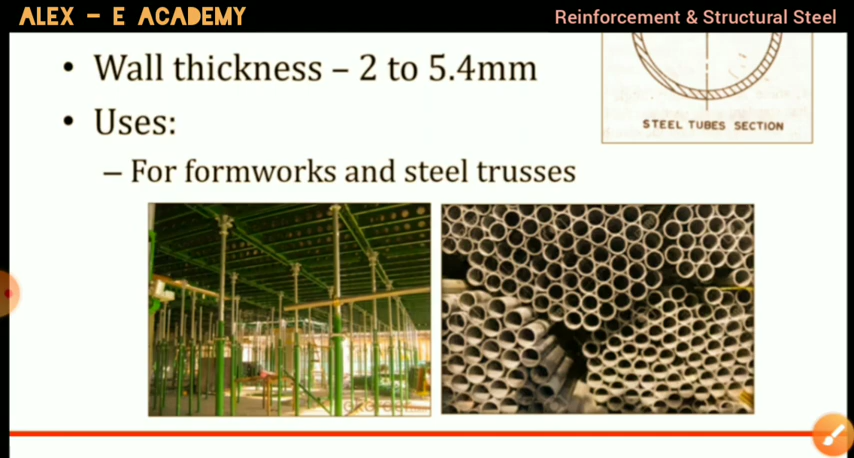 ALEX – E ACADEMY
Reinforcement & Structural Steel
• Wall thickness – 2 to 5.4mm
• Uses:
– For formworks and steel trusses
STEEL TUBES SECTION